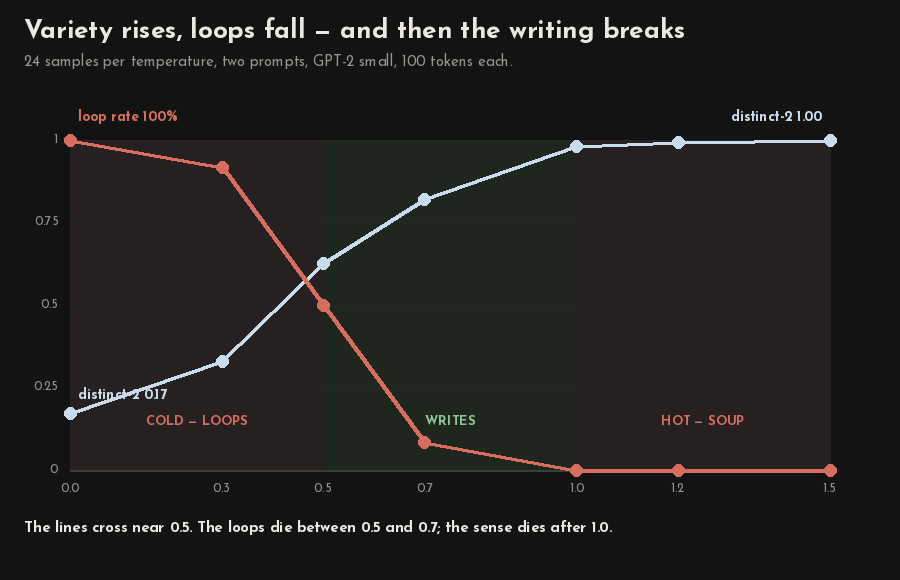 Variety rises, loops fall — and then the writing breaks
24 samples per temperature, two prompts, GPT-2 small, 100 tokens each.
loop rate 100%
distinct-2 1.00
1
0.75
0.5
0.25
0
distinct-2 0.17
COLD — LOOPS
WRITES
HOT — SOUP
0.0 0.3 0.5 0.7 1.0 1.2 1.5
The lines cross near 0.5. The loops die between 0.5 and 0.7; the sense dies after 1.0.